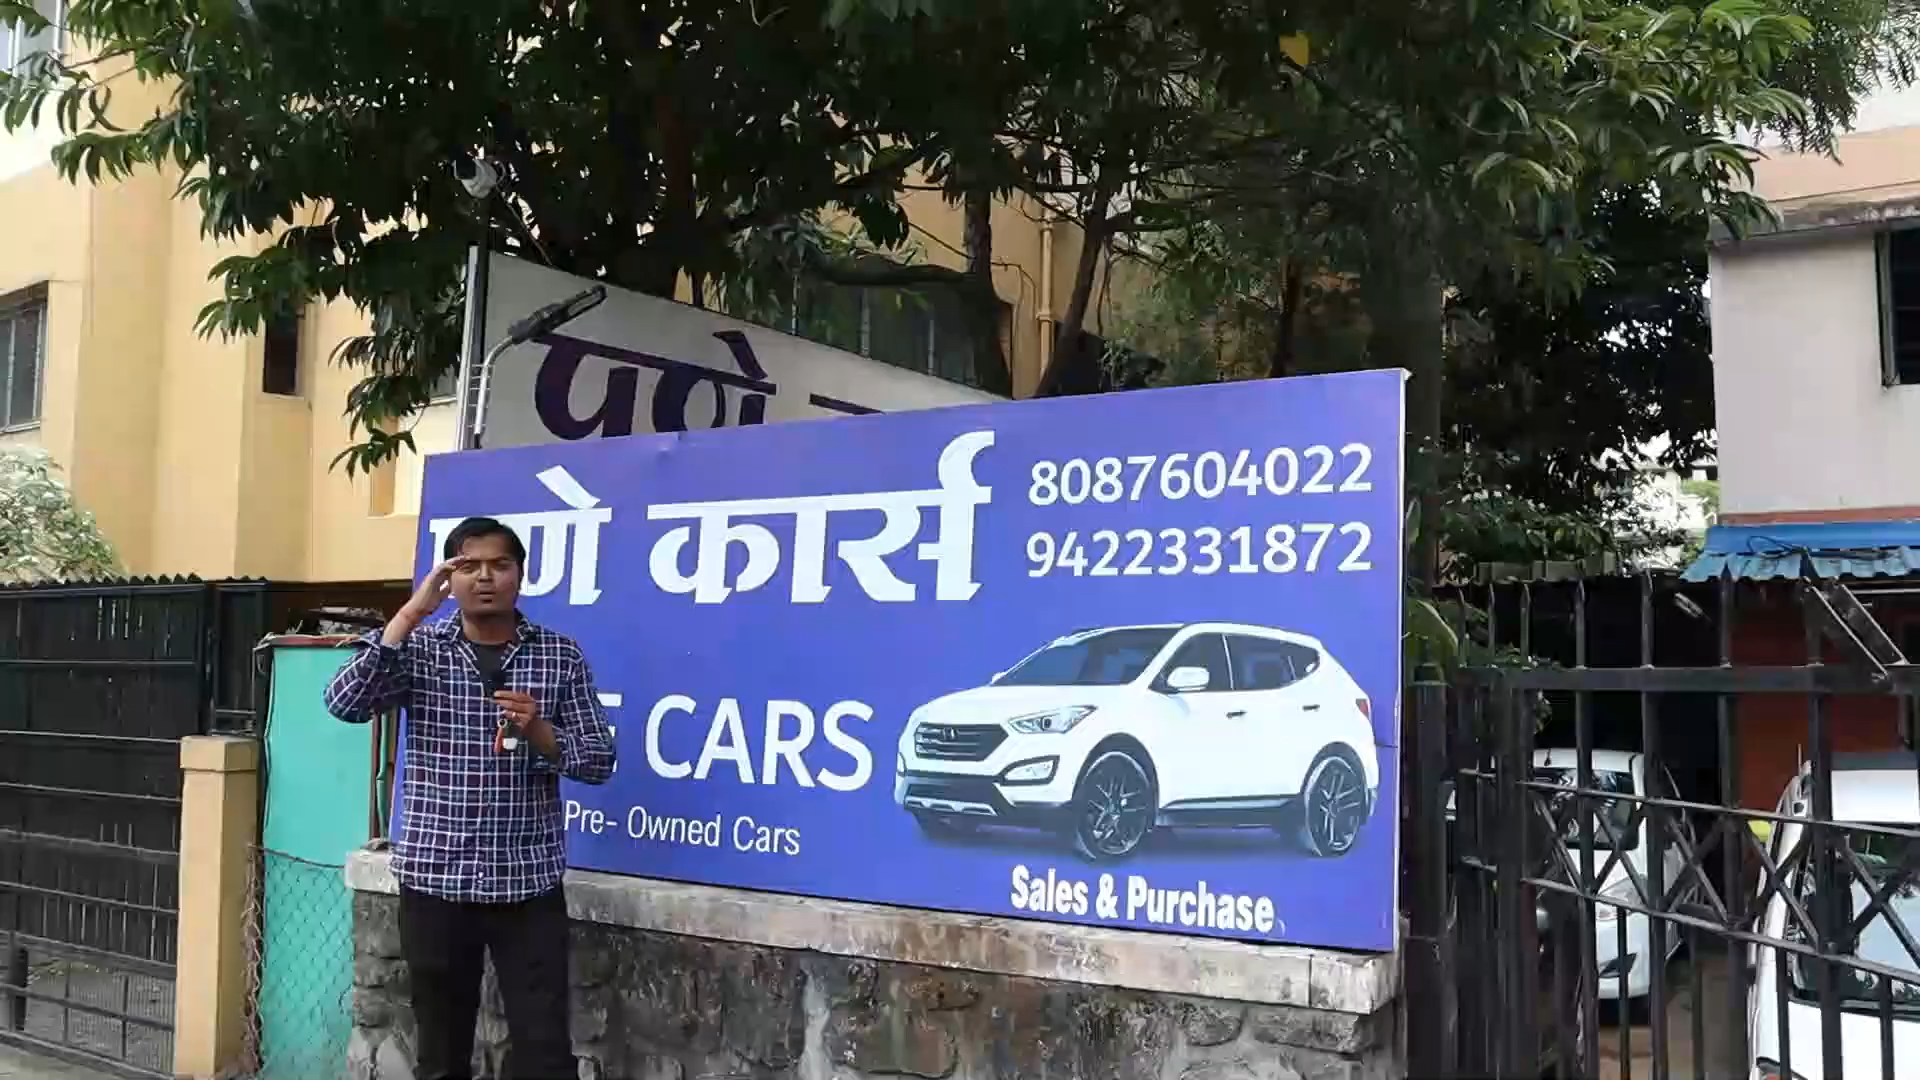 पुणे
पुणे कार्स
8087604022
9422331872
CARS
Pre- Owned Cars
Sales & Purchase